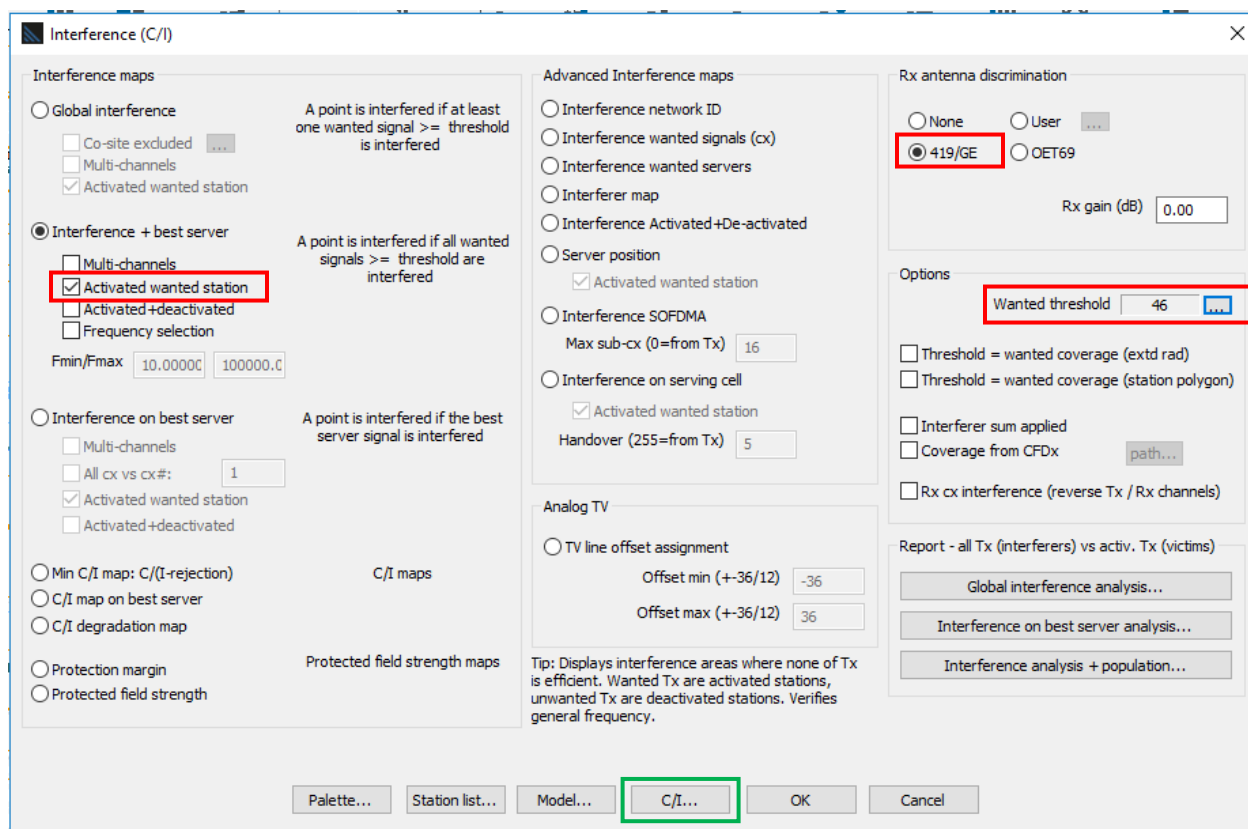 Interference (C/I)
Interference maps
Global interference
A point is interfered if at least
one wanted signal >= threshold
is interfered
Co-site excluded
...
Multi-channels
Activated wanted station
Interference + best server
A point is interfered if all wanted
signals >= threshold are
interfered
Multi-channels
Activated wanted station
Activated+deactivated
Frequency selection
Fmin/Fmax
10.00000
100000.0
Interference on best server
A point is interfered if the best
server signal is interfered
Multi-channels
All cx vs cx#:
1
Activated wanted station
Activated+deactivated
Min C/I map: C/(I-rejection)
C/I maps
C/I map on best server
C/I degradation map
Protection margin
Protected field strength maps
Protected field strength
Advanced Interference maps
Interference network ID
Interference wanted signals (cx)
Interference wanted servers
Interferer map
Interference Activated+De-activated
Server position
Activated wanted station
Interference SOFDMA
Max sub-cx (0=from Tx)
16
Interference on serving cell
Activated wanted station
Handover (255=from Tx)
5
Analog TV
TV line offset assignment
Offset min (+-36/12)
-36
Offset max (+-36/12)
36
Tip: Displays interference areas where none of Tx
is efficient. Wanted Tx are activated stations,
unwanted Tx are deactivated stations. Verifies
general frequency.
Rx antenna discrimination
None
User
...
419/GE
OET69
Rx gain (dB)
0.00
Options
Wanted threshold
46
...
Threshold = wanted coverage (extd rad)
Threshold = wanted coverage (station polygon)
Interferer sum applied
Coverage from CFDx
path...
Rx cx interference (reverse Tx / Rx channels)
Report - all Tx (interferers) vs activ. Tx (victims)
Global interference analysis...
Interference on best server analysis...
Interference analysis + population...
Palette...
Station list...
Model...
C/I...
OK
Cancel